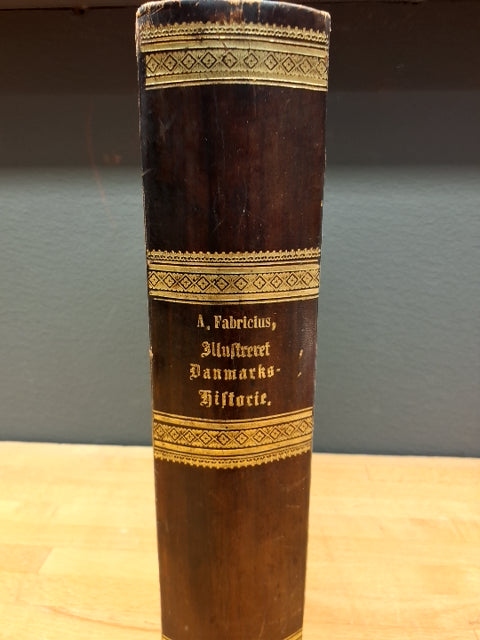 A. Fabricius,
Illustreret
Danmarks-
Historie.